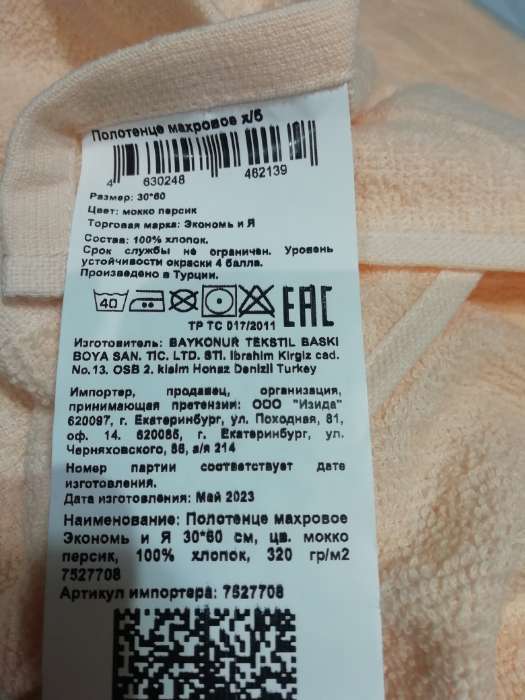 Полотенце махровое х/б
4 630248 462139
Размер: 30*60
Цвет: мокко персик
Торговая марка: Экономь и Я
Состав: 100% хлопок.
Срок службы не ограничен. Уровень
устойчивости окраски 4 балла.
Произведено в Турции.
40
EAC
ТР ТС 017/2011
Изготовитель: BAYKONUR TEKSTIL BASKI
BOYA SAN. TIC. LTD. STI. Ibrahim Kirgiz cad.
No.13. OSB 2. kisim Honaz Denizli Turkey
Импортер, продавец, организация,
принимающая претензии: ООО "Изида"
620097, г. Екатеринбург, ул. Походная, 81,
оф. 14. 620085, г. Екатеринбург, ул.
Черняховского, 86, а/я 214
Номер партии соответствует дате
изготовления.
Дата изготовления: Май 2023
Наименование: Полотенце махровое
Экономь и Я 30*60 см, цв. мокко
персик, 100% хлопок, 320 гр/м2
7527708
Артикул импортера: 7527708